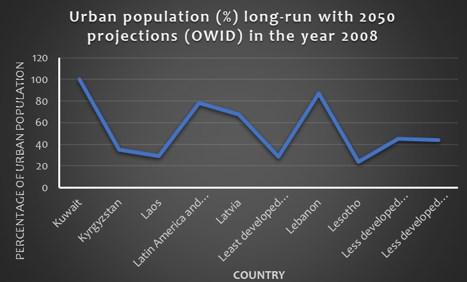 Urban population (%) long-run with 2050
projections (OWID) in the year 2008
PERCENTAGE OF URBAN POPULATION
120
100
80
60
40
20
0
Kuwait
Kyrgyzstan
Laos
Latin America and...
Latvia
Least developed...
Lebanon
Lesotho
Less developed...
Less developed...
COUNTRY